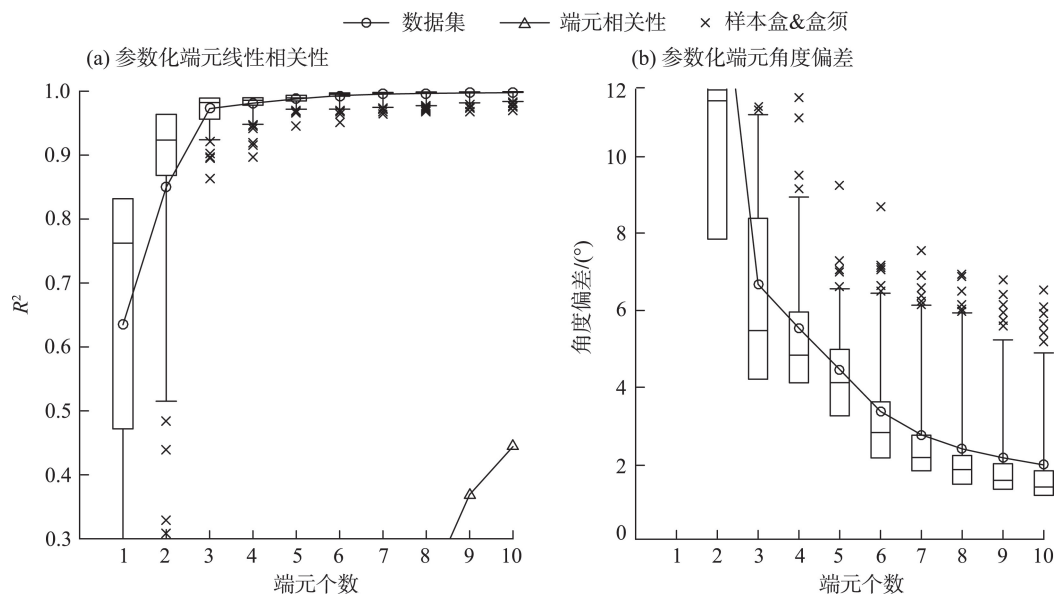 数据集 端元相关性 样本盒&盒须
(a) 参数化端元线性相关性
1.0
0.9
0.8
0.7
0.6
0.5
0.4
0.3
R²
1 2 3 4 5 6 7 8 9 10
端元个数
(b) 参数化端元角度偏差
12
10
8
6
4
2
0
角度偏差/(°)
1 2 3 4 5 6 7 8 9 10
端元个数